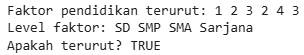 Faktor pendidikan terurut: 1 2 3 2 4 3
Level faktor: SD SMP SMA Sarjana
Apakah terurut? TRUE